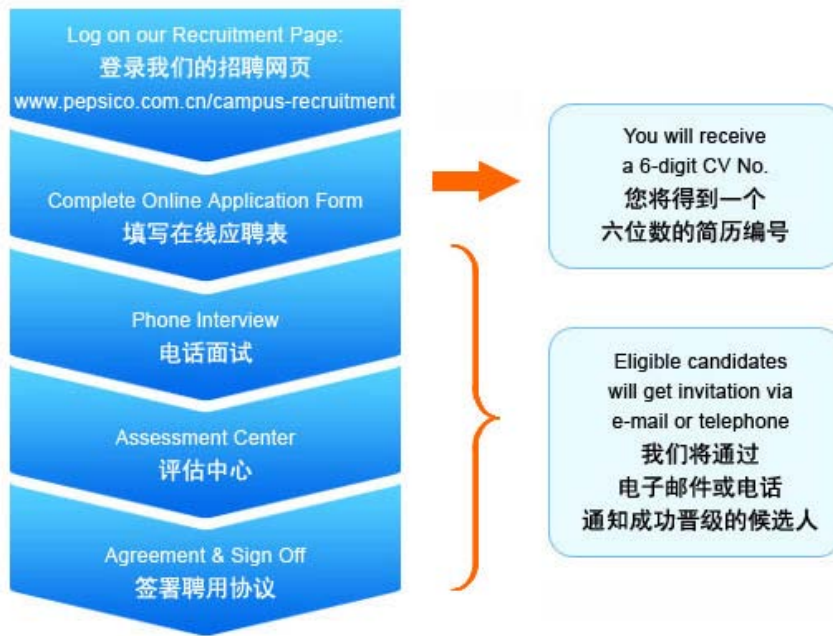 Log on our Recruitment Page:
登录我们的招聘网页
www.pepsico.com.cn/campus-recruitment
Complete Online Application Form
填写在线应聘表
Phone Interview
电话面试
Assessment Center
评估中心
Agreement & Sign Off
签署聘用协议
You will receive
a 6-digit CV No.
您将得到一个
六位数的简历编号
Eligible candidates
will get invitation via
e-mail or telephone
我们将通过
电子邮件或电话
通知成功晋级的候选人